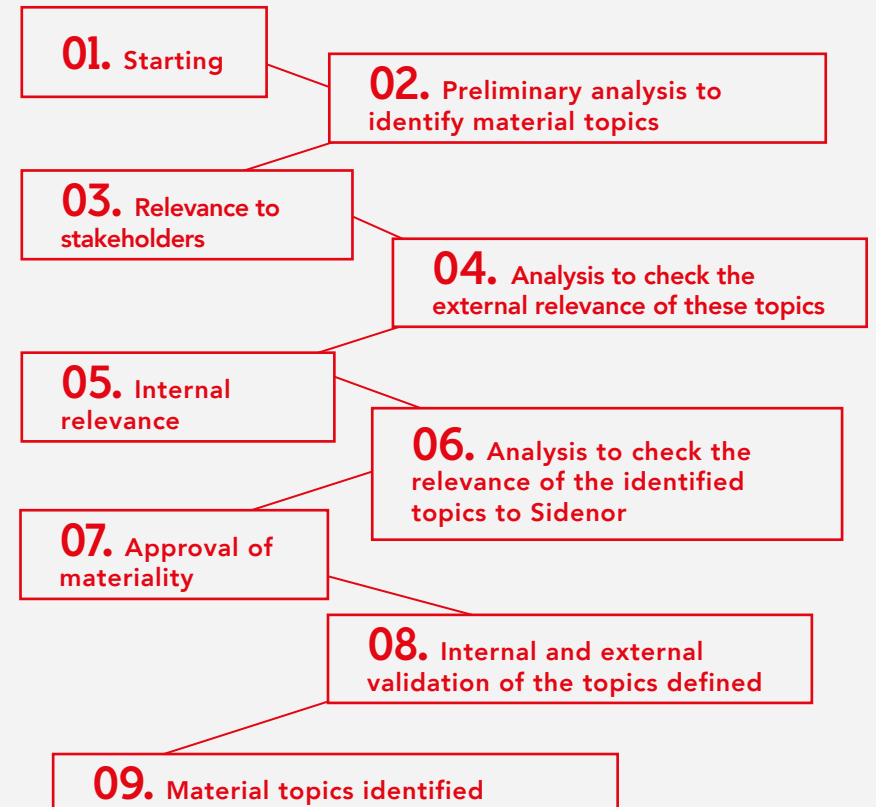 01. Starting
02. Preliminary analysis to
identify material topics
03. Relevance to
stakeholders
04. Analysis to check the
external relevance of these topics
05. Internal
relevance
06. Analysis to check the
relevance of the identified
topics to Sidenor
07. Approval of
materiality
08. Internal and external
validation of the topics defined
09. Material topics identified